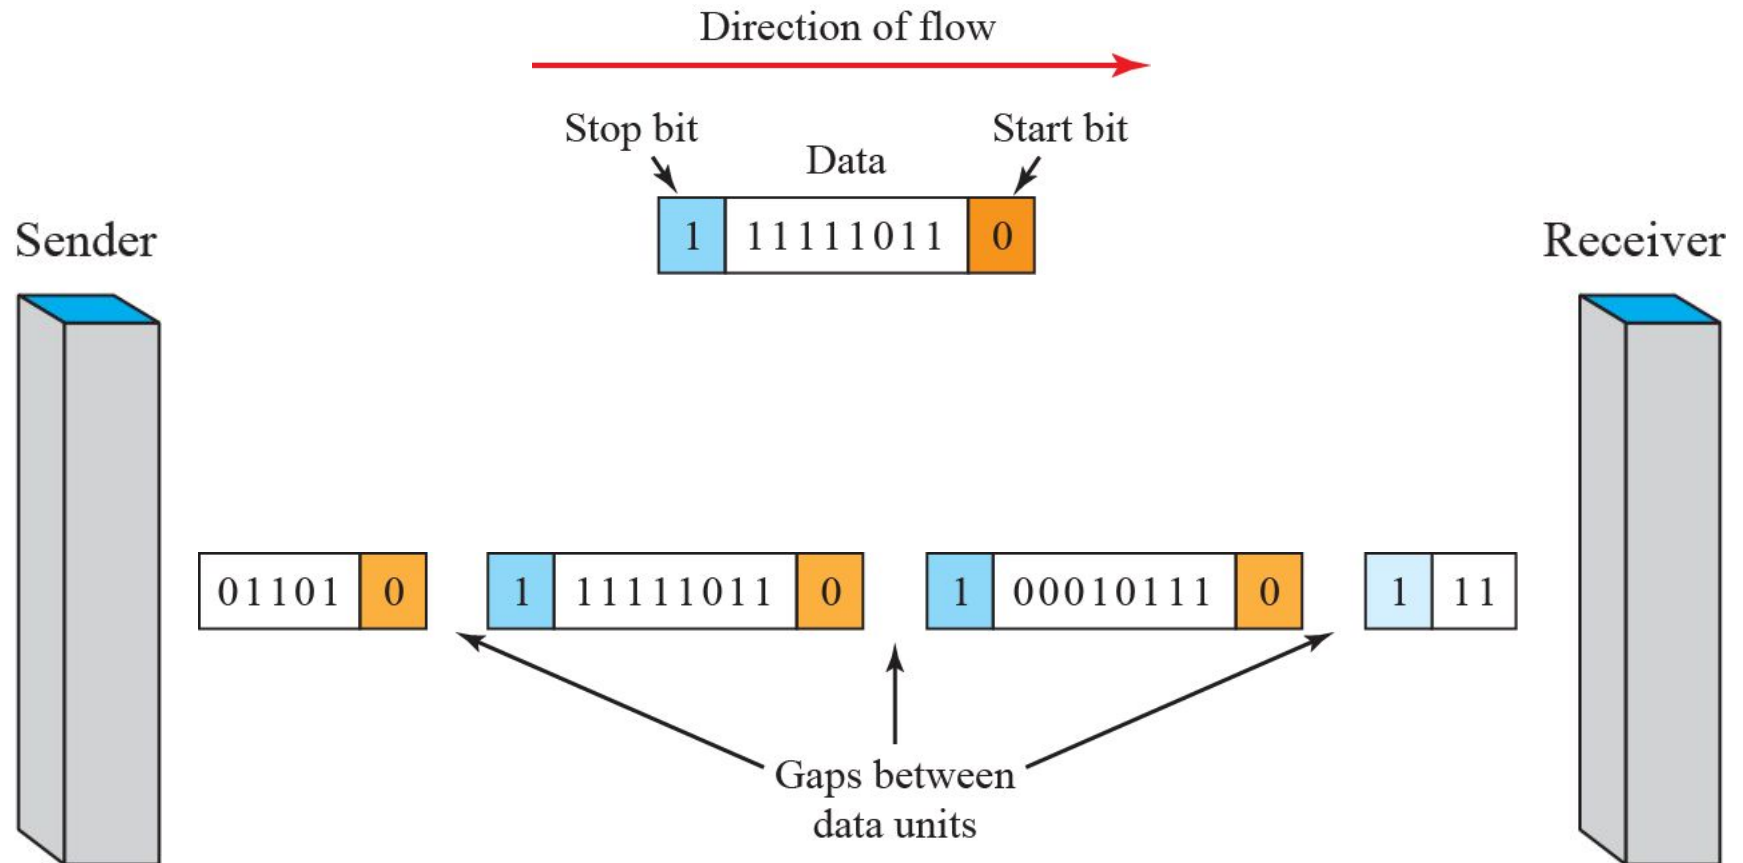 Direction of flow
Stop bit
Start bit
Data
1 11111011 0
Sender
Receiver
01101 0 1 11111011 0 1 00010111 0 1 11
Gaps between
data units